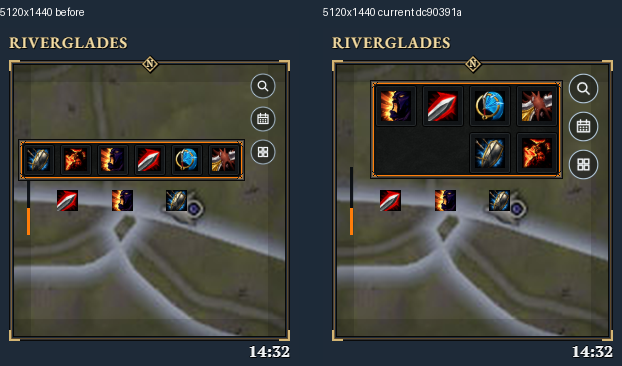 5120x1440 before
5120x1440 current dc90391a
RIVERGLADES
RIVERGLADES
N
N
14:32
14:32